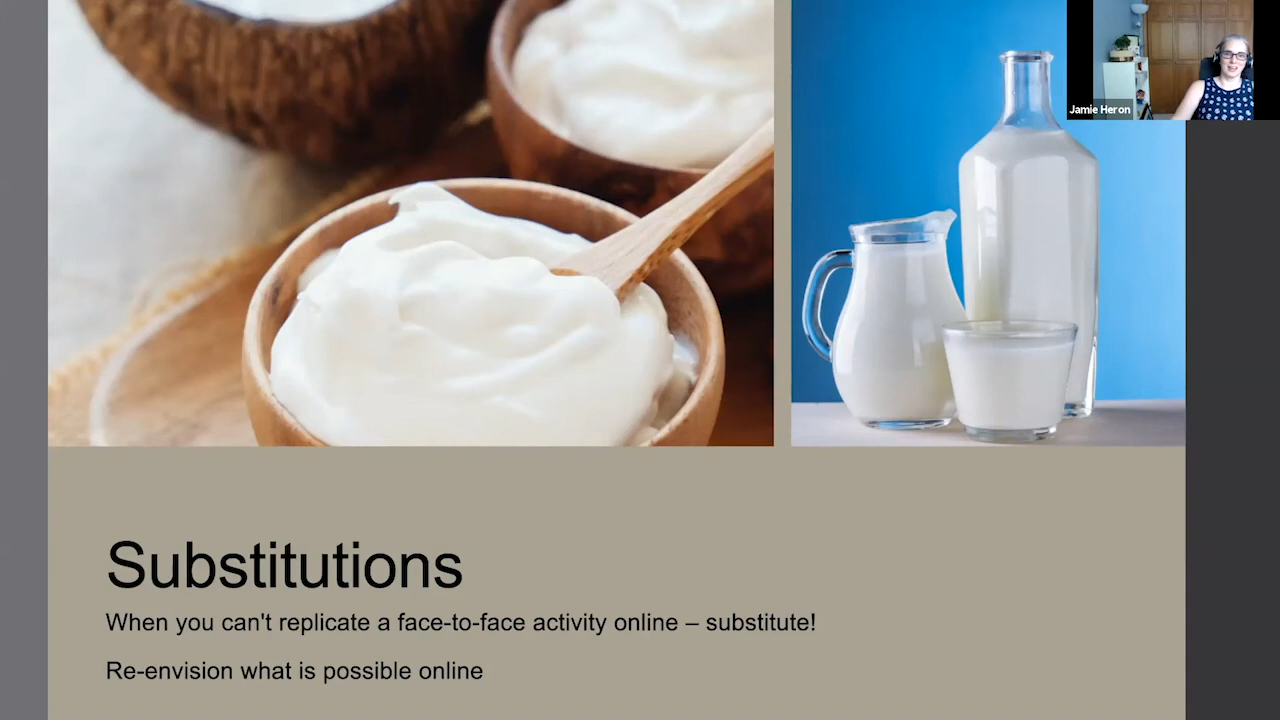 Jamie Heron
Substitutions
When you can't replicate a face-to-face activity online – substitute!
Re-envision what is possible online